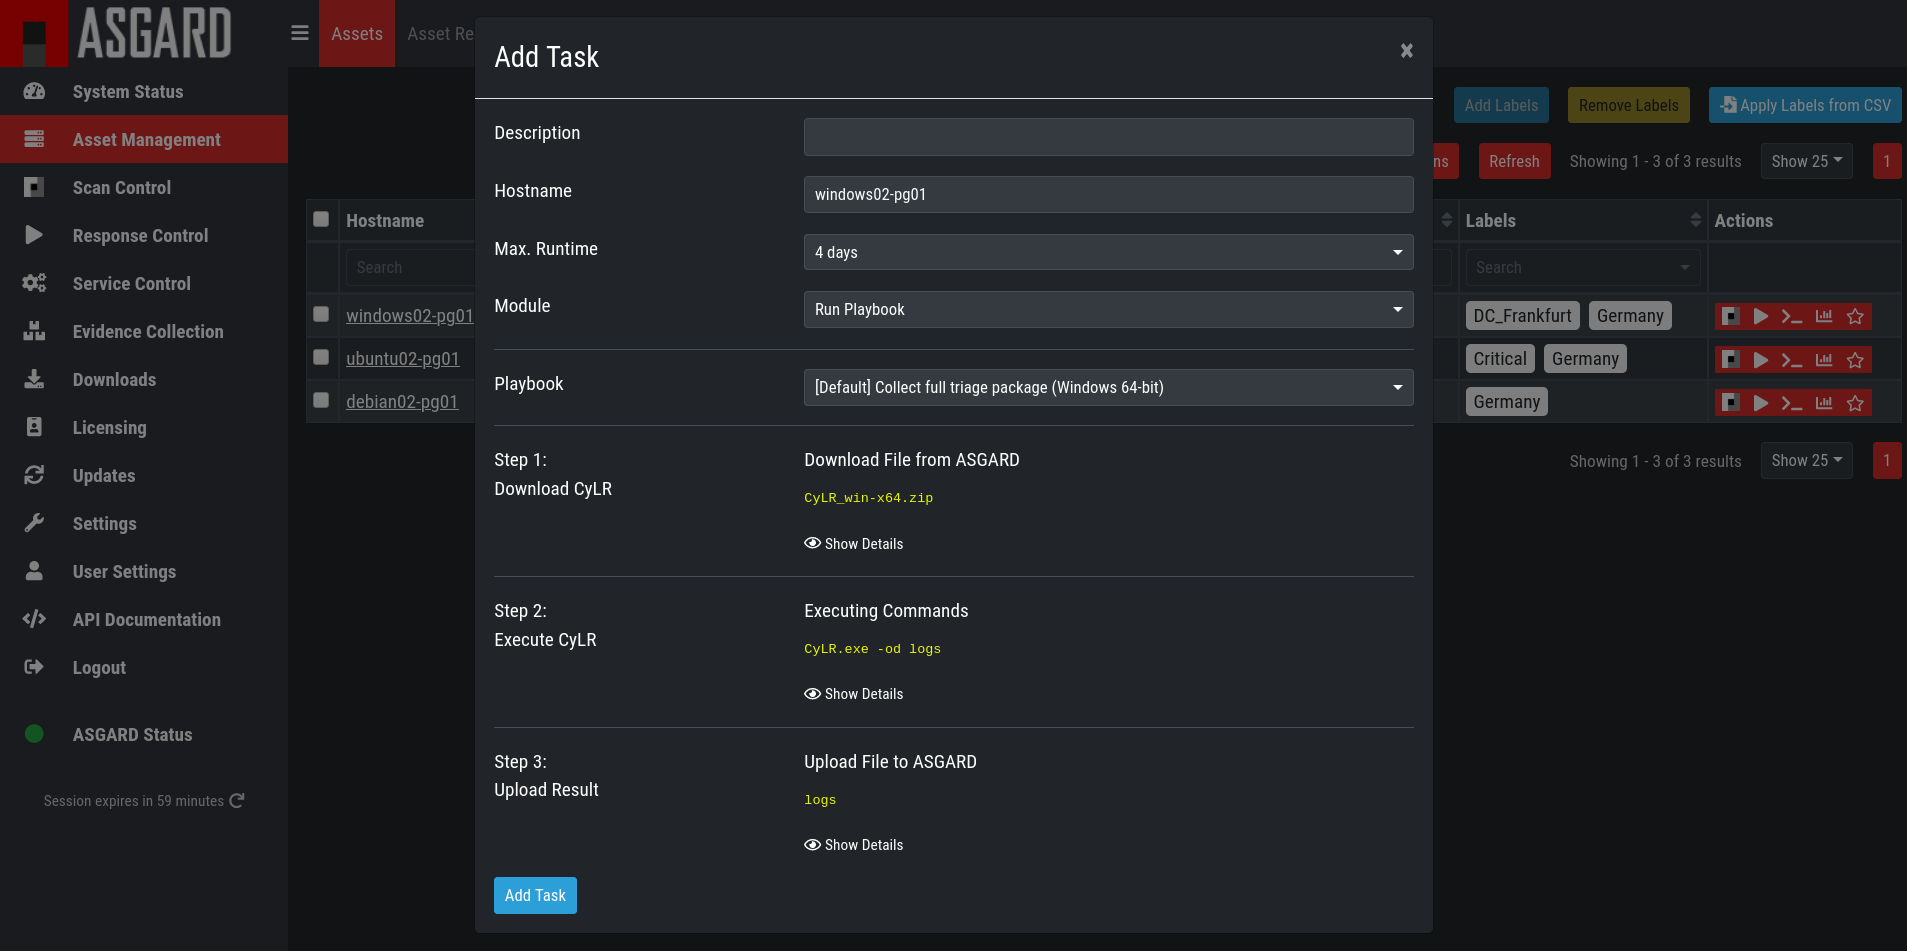 ASGARD
Assets
Asset Re
System Status
Asset Management
Scan Control
Response Control
Service Control
Evidence Collection
Downloads
Licensing
Updates
Settings
User Settings
API Documentation
Logout
ASGARD Status
Session expires in 59 minutes
Hostname
Search
windows02-pg01
ubuntu02-pg01
debian02-pg01
Add Task
×
Description
Hostname
windows02-pg01
Max. Runtime
4 days
Module
Run Playbook
Playbook
[Default] Collect full triage package (Windows 64-bit)
Step 1:
Download CyLR
Download File from ASGARD
CyLR_win-x64.zip
Show Details
Step 2:
Execute CyLR
Executing Commands
CyLR.exe -od logs
Show Details
Step 3:
Upload Result
Upload File to ASGARD
logs
Show Details
Add Task
Add Labels
Remove Labels
Apply Labels from CSV
ns
Refresh
Showing 1 - 3 of 3 results
Show 25
1
Labels
Actions
Search
DC_Frankfurt Germany
Critical Germany
Germany
Showing 1 - 3 of 3 results
Show 25
1